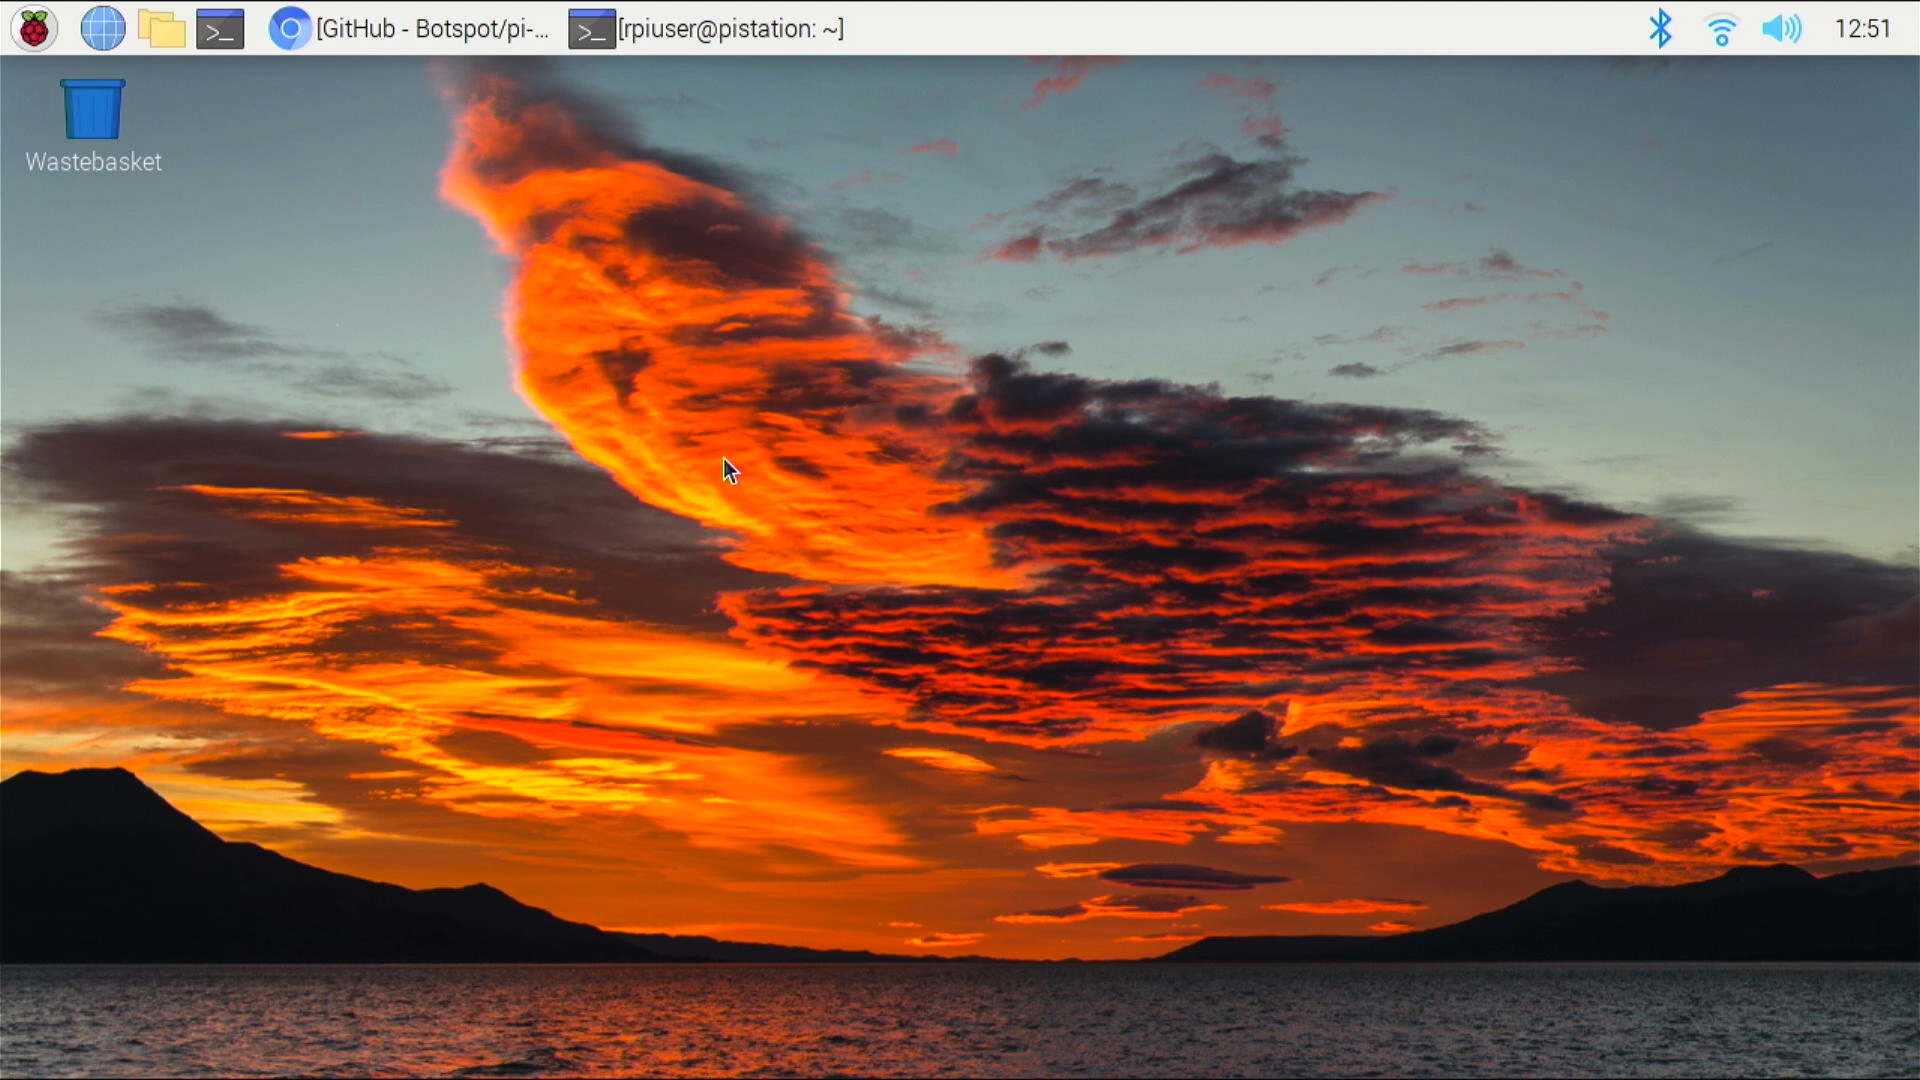 [GitHub - Botspot/pi-...
[rpiuser@pistation: ~]
12:51
Wastebasket